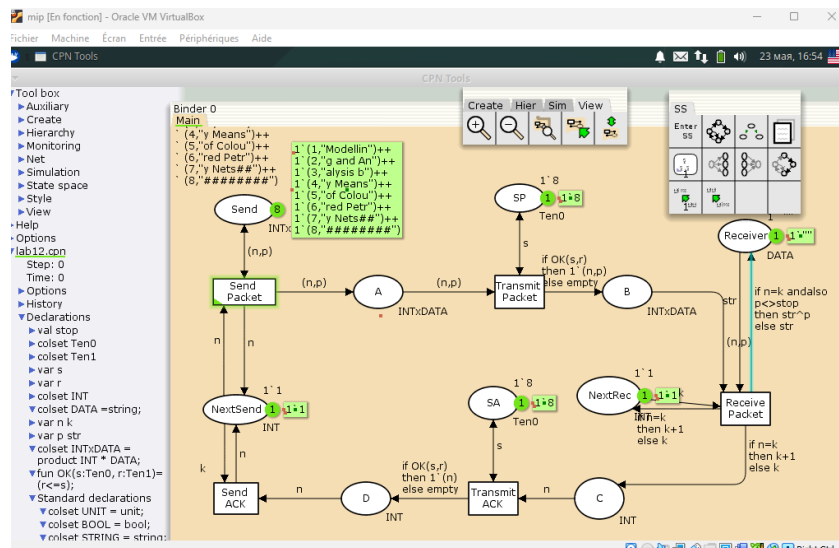 mip [En fonction] - Oracle VM VirtualBox
Fichier Machine Écran Entrée Périphériques Aide
CPN Tools
23 мая, 16:54
CPN Tools
Tool box
Auxiliary
Create
Hierarchy
Monitoring
Net
Simulation
State space
Style
View
Help
Options
lab12.cpn
Step: 0
Time: 0
Options
History
Declarations
val stop
colset Ten0
colset Ten1
var s
var r
colset INT
colset DATA =string;
var n k
var p str
colset INTxDATA =
product INT * DATA;
fun OK(s:Ten0, r:Ten1)=
(r<=s);
Standard declarations
colset UNIT = unit;
colset BOOL = bool;
colset STRING = string;
Binder 0
Main
` (4,"y Means")++
` (5,"of Colou")++
` (6,"red Petr")++
` (7,"y Nets##")++
` (8,"########")
1`(1,"Modellin")++
1`(2,"g and An")++
1`(3,"alysis b")++
1`(4,"y Means")++
1`(5,"of Colou")++
1`(6,"red Petr")++
1`(7,"y Nets##")++
1`(8,"########")
Create Hier Sim View
SS
Enter
SS
Send
8
INTx
(n,p)
Send
Packet
(n,p)
A
INTxDATA
(n,p)
1`8
SP
1
1`8
Ten0
s
Transmit
Packet
if OK(s,r)
then 1`(n,p)
else empty
B
INTxDATA
(n,p)
Receiver
1
1`""
DATA
str
if n=k andalso
p<>stop
then str^p
else str
n
n
1`1
NextSend
1
1`1
INT
k
n
Send
ACK
n
D
INT
if OK(s,r)
then 1`(n)
else empty
1`8
SA
1
1`8
Ten0
s
Transmit
ACK
n
C
INT
1`1
NextRec
1
1`1
k
INT
if n=k
then k+1
else k
Receive
Packet
if n=k
then k+1
else k